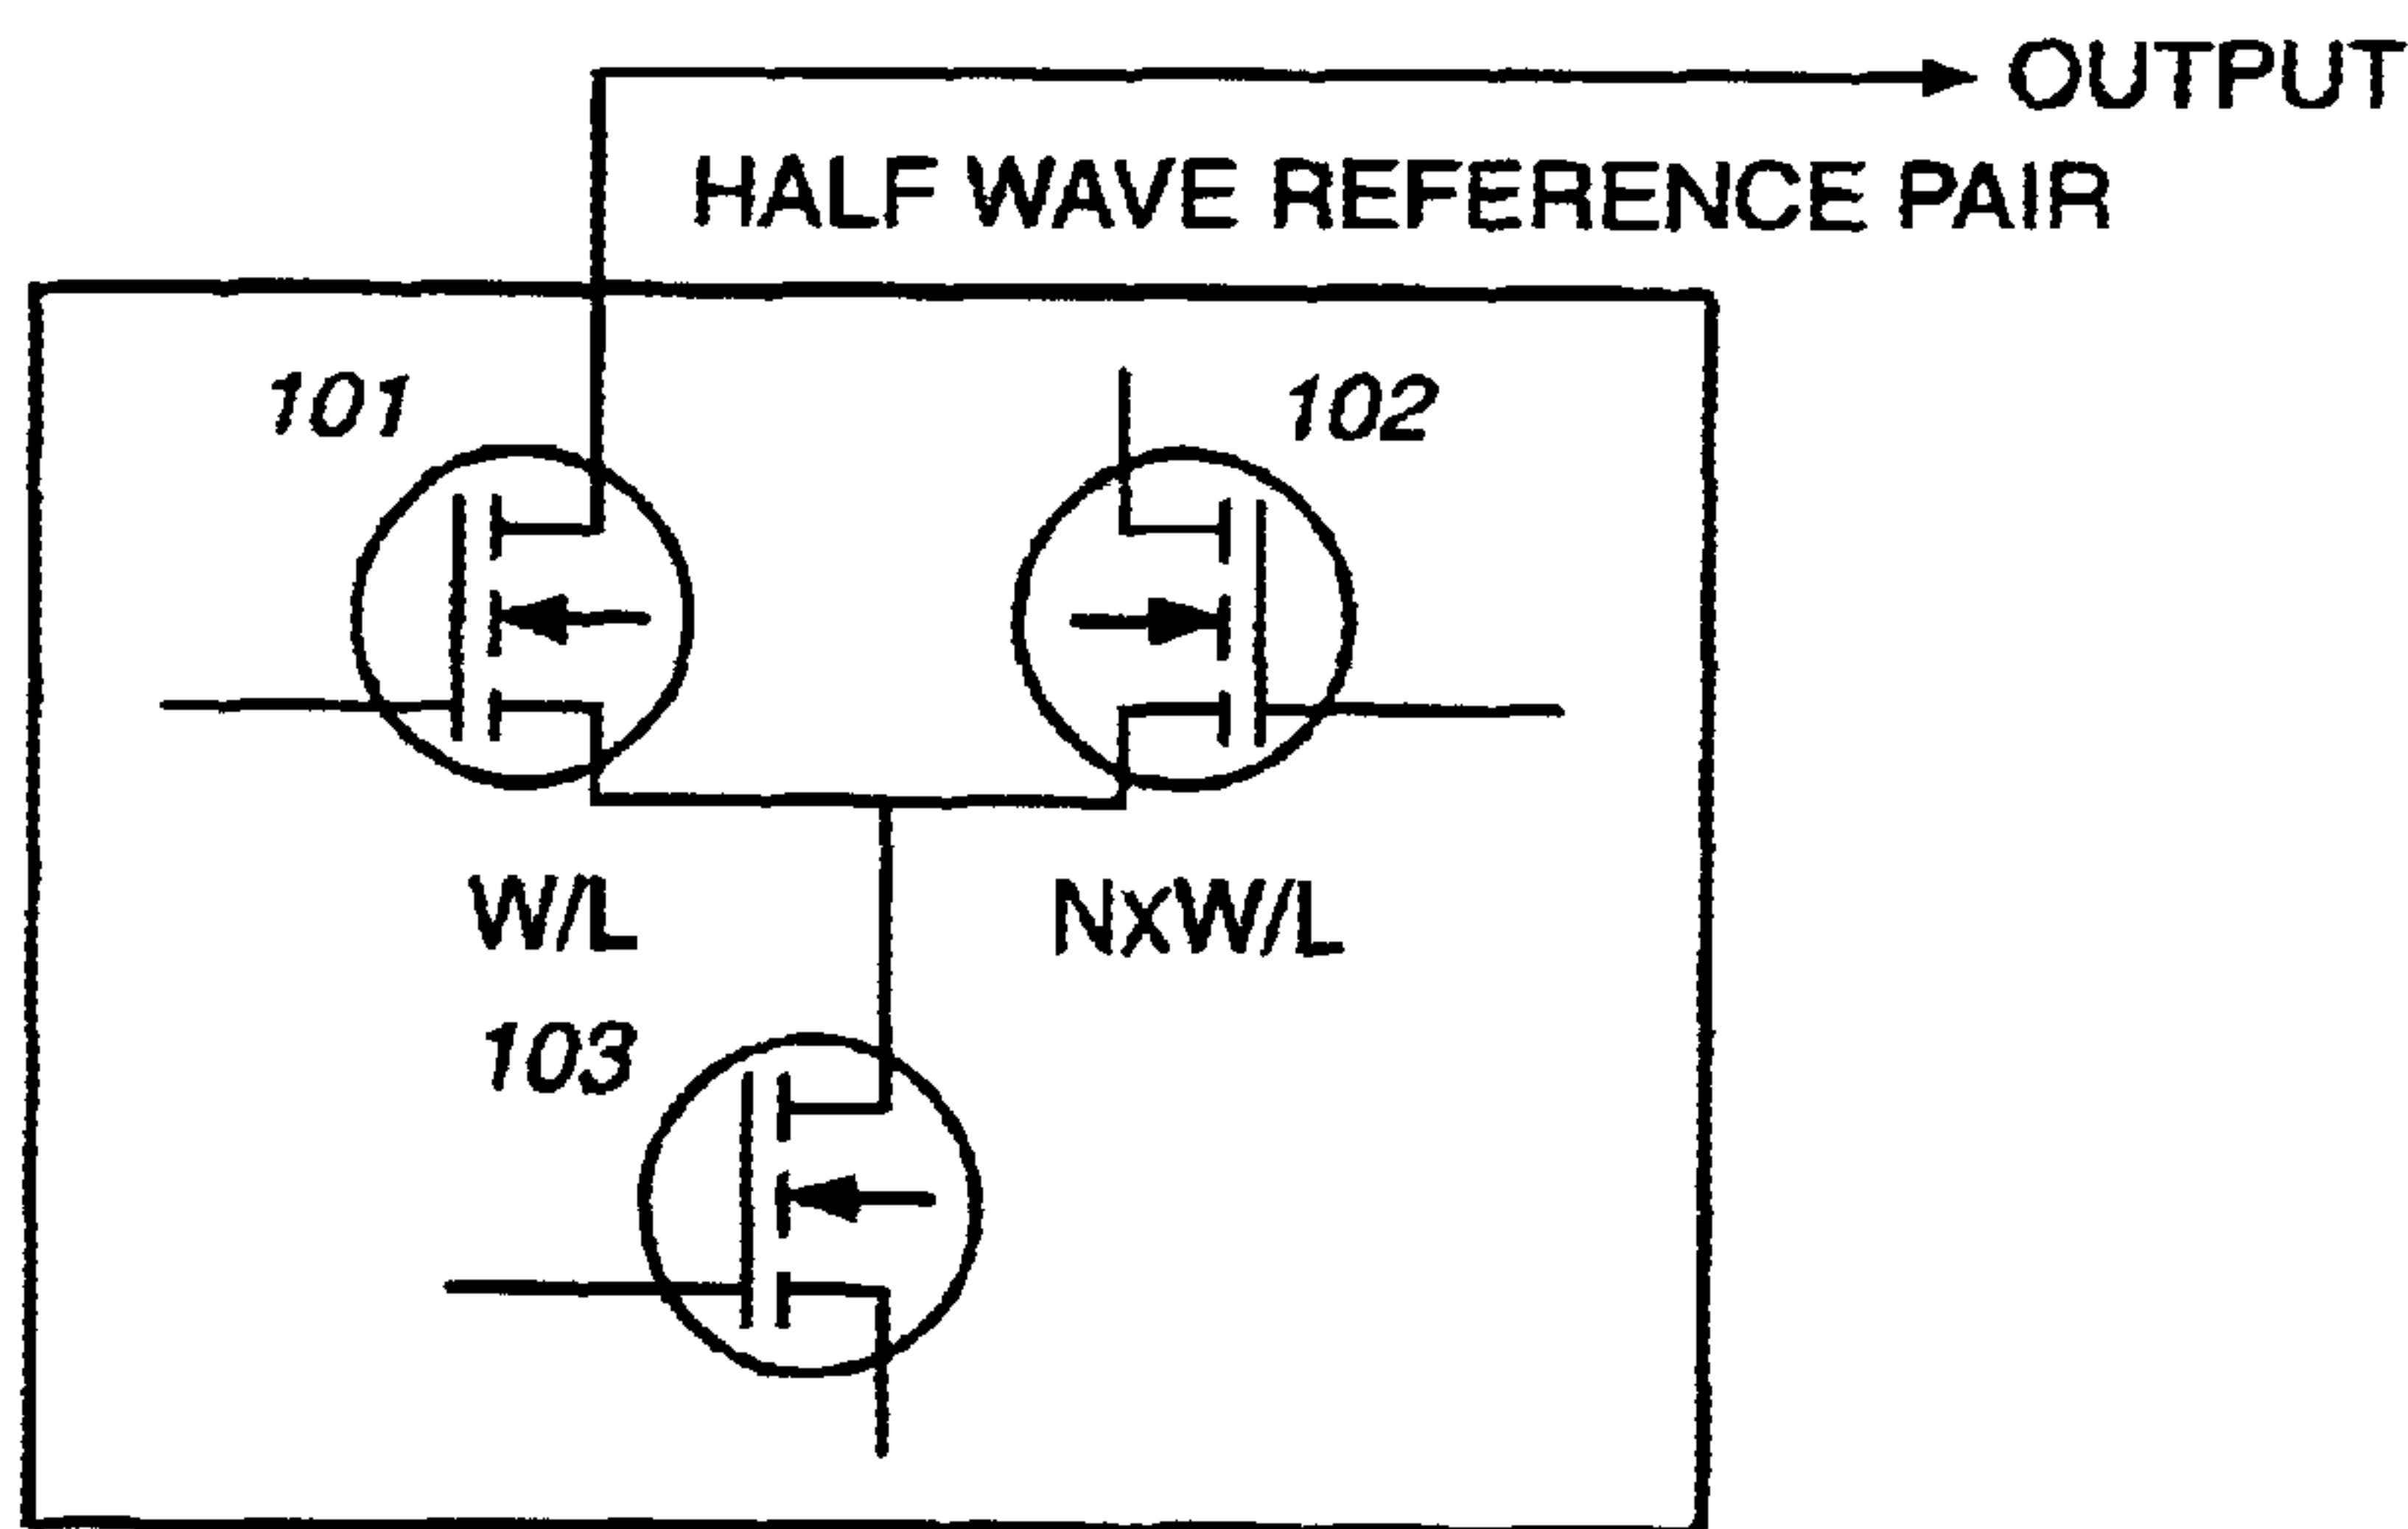 OUTPUT
HALF WAVE REFERENCE PAIR
101
102
W/L
NXW/L
103